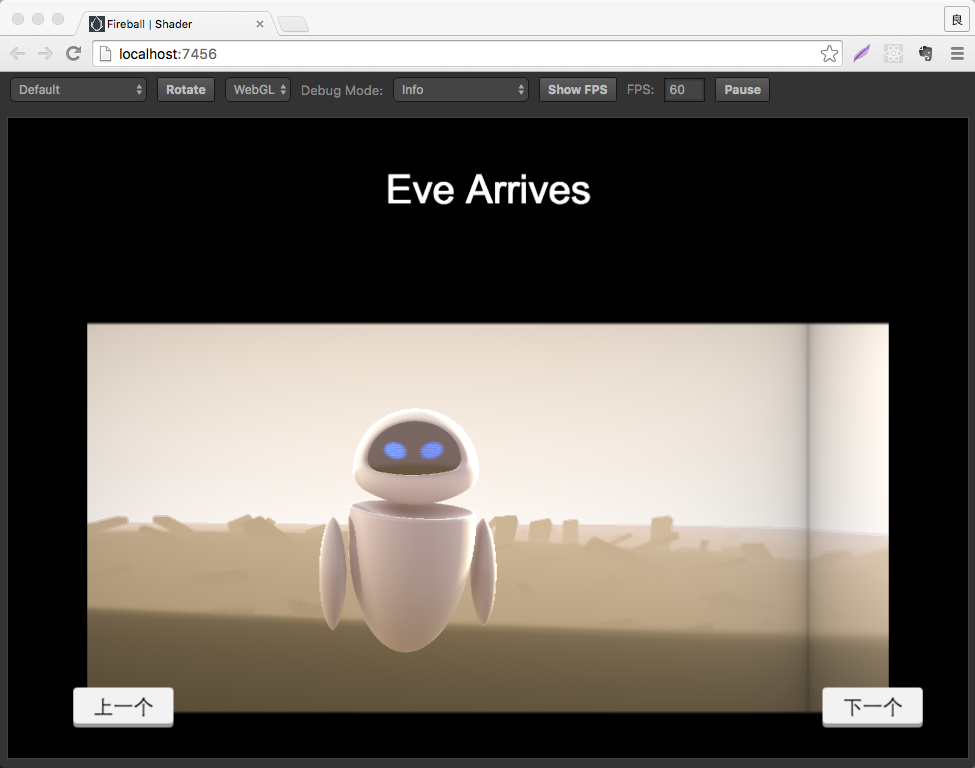 Fireball | Shader
良
localhost:7456
Default Rotate WebGL Debug Mode: Info Show FPS FPS: 60 Pause
Eve Arrives
上一个 下一个